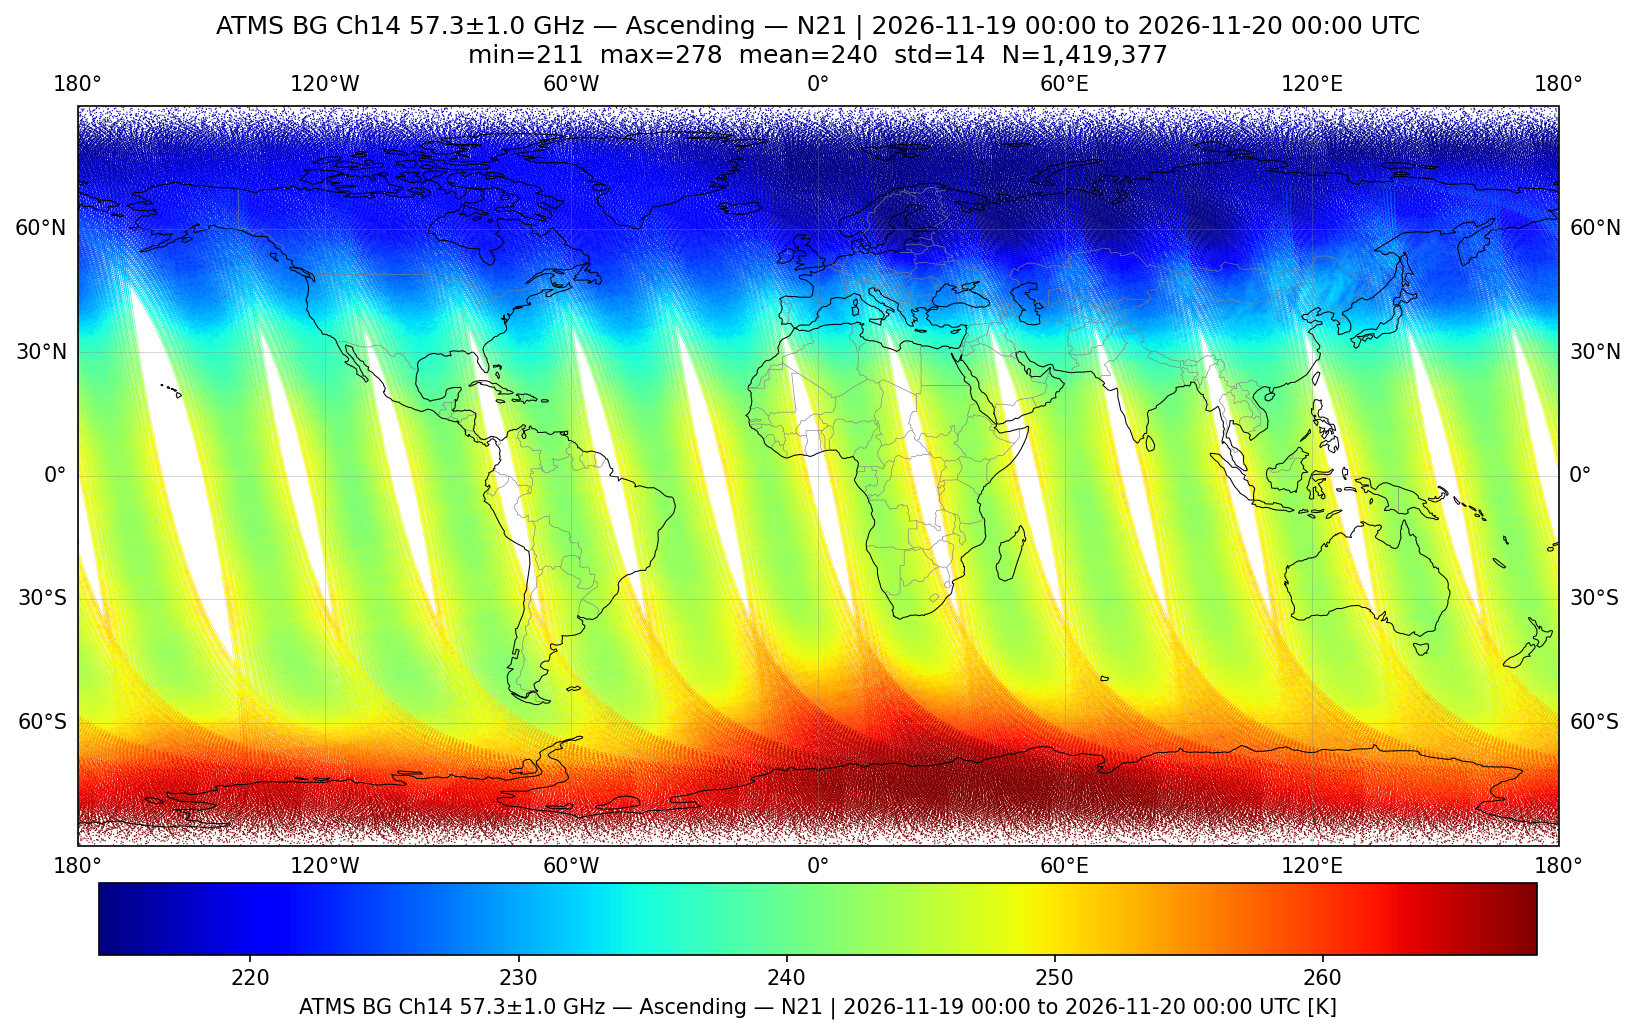 ATMS BG Ch14 57.3±1.0 GHz — Ascending — N21 | 2026-11-19 00:00 to 2026-11-20 00:00 UTC
min=211  max=278  mean=240  std=14  N=1,419,377
180° 120°W 60°W 0° 60°E 120°E 180°
60°N 60°N
30°N 30°N
0° 0°
30°S 30°S
60°S 60°S
180° 120°W 60°W 0° 60°E 120°E 180°
220 230 240 250 260
ATMS BG Ch14 57.3±1.0 GHz — Ascending — N21 | 2026-11-19 00:00 to 2026-11-20 00:00 UTC [K]